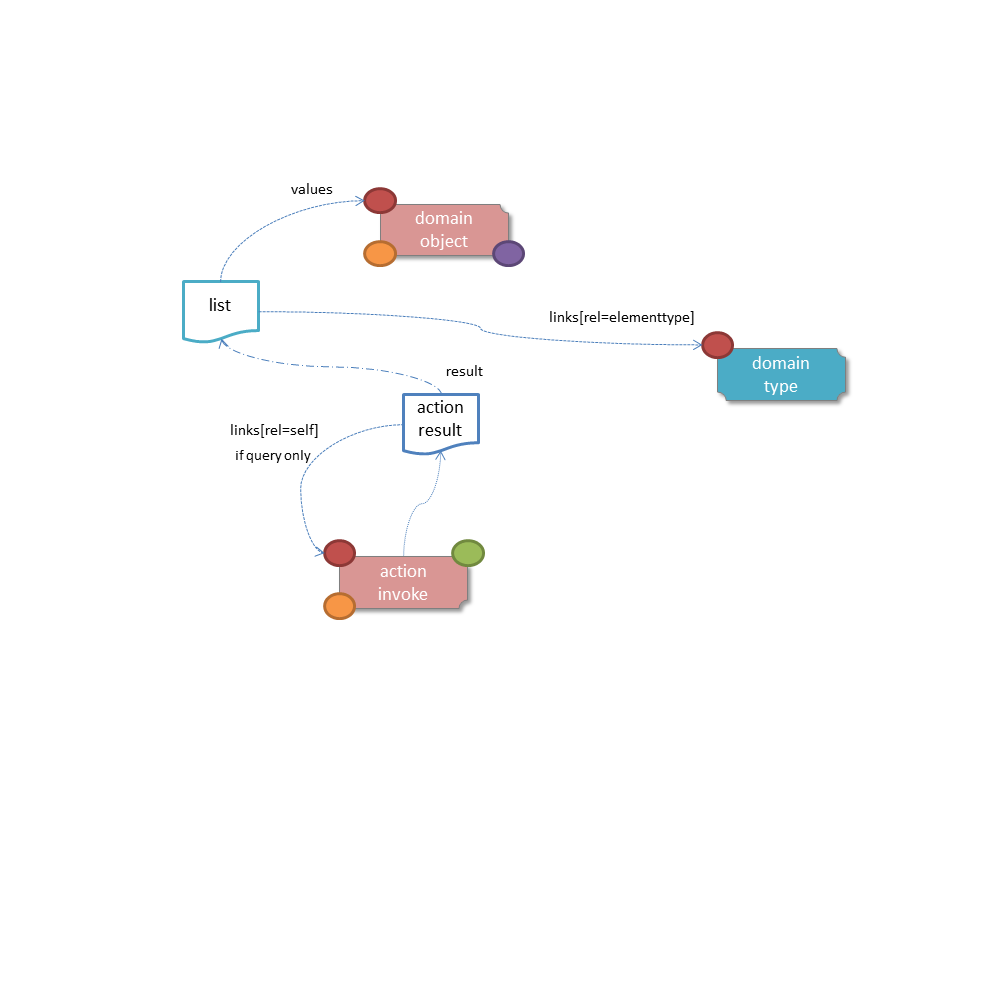 values
domain
object
list
links[rel=elementtype]
domain
type
result
action
result
links[rel=self]
if query only
action
invoke